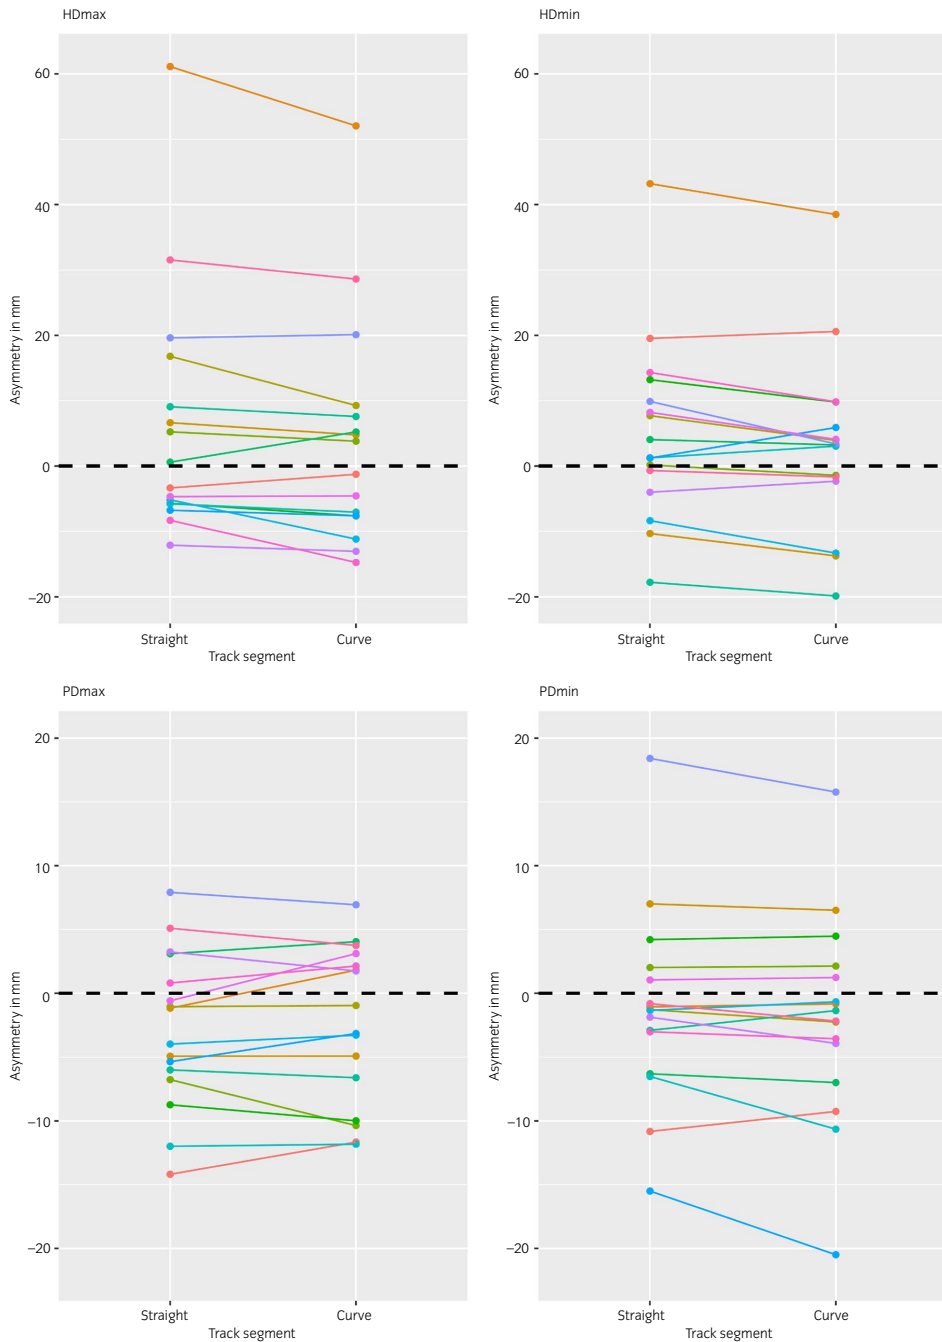 HDmax
HDmin
60
40
20
0
−20
Asymmetry in mm
Straight
Curve
Track segment
60
40
20
0
−20
Asymmetry in mm
Straight
Curve
Track segment
PDmax
PDmin
20
10
0
−10
−20
Asymmetry in mm
Straight
Curve
Track segment
20
10
0
−10
−20
Asymmetry in mm
Straight
Curve
Track segment